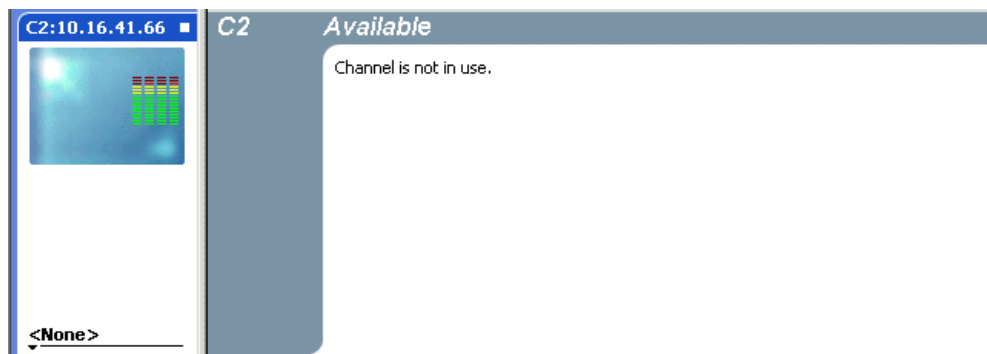 C2:10.16.41.66
C2 Available
Channel is not in use.
<None>